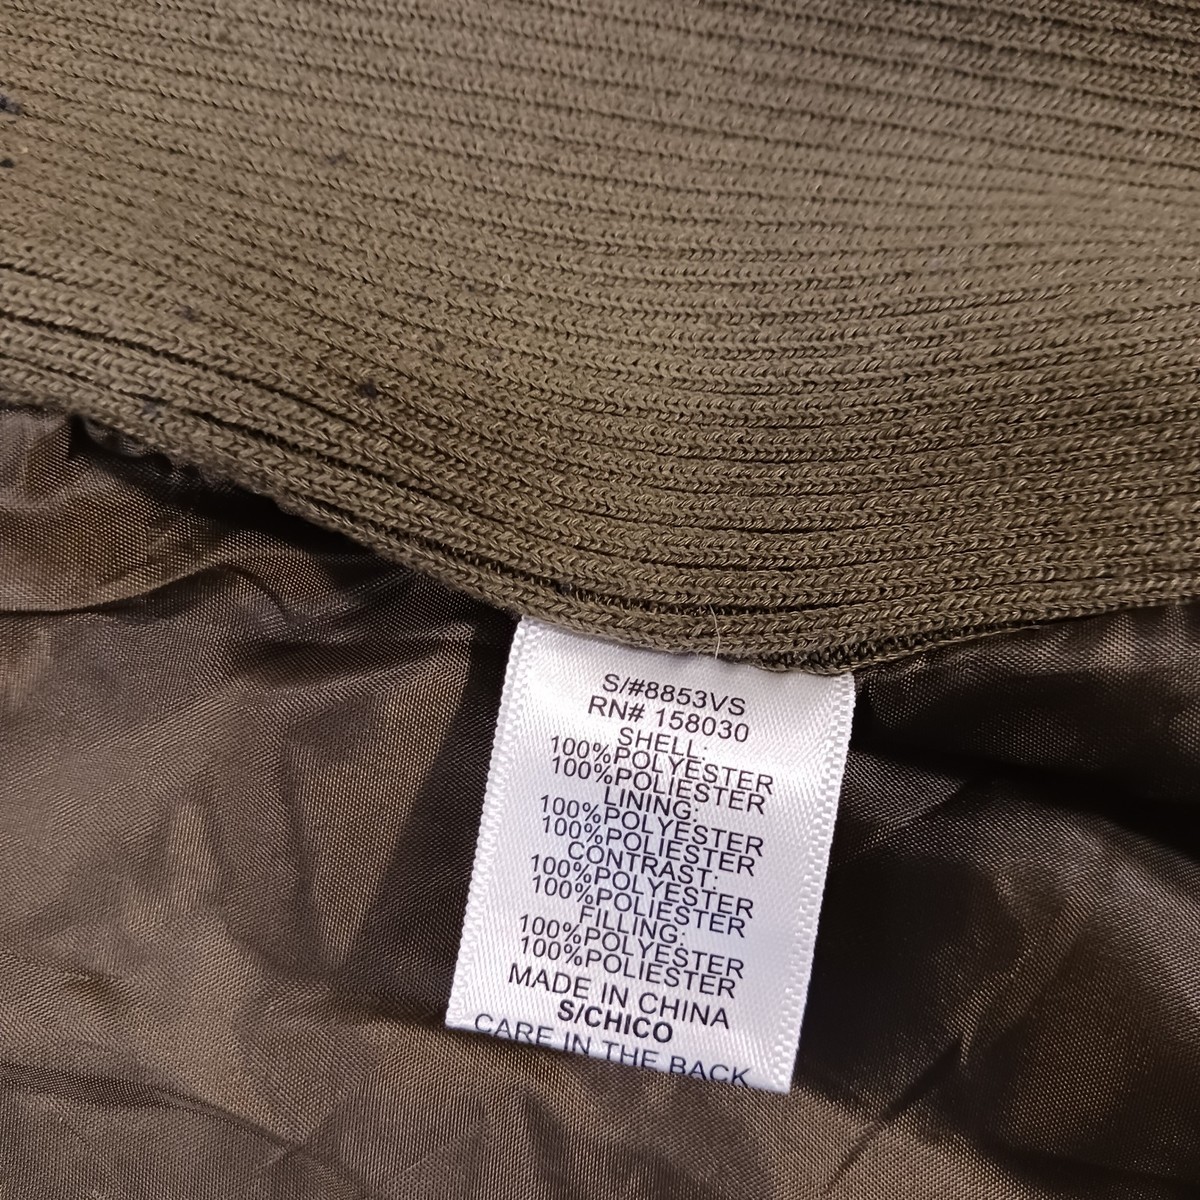 S/#8853VS
RN# 158030
SHELL:
100%POLYESTER
100%POLIESTER
LINING:
100%POLYESTER
100%POLIESTER
CONTRAST:
100%POLYESTER
100%POLIESTER
FILLING:
100%POLYESTER
100%POLIESTER
MADE IN CHINA
S/CHICO
CARE IN THE BACK